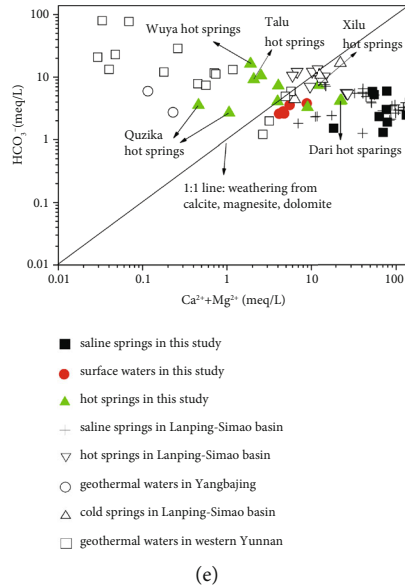 100
10
1
0.1
0.01
HCO₃⁻ (meq/L)
Wuya hot springs
Talu
hot springs
Xilu
hot springs
Quzika
hot springs
Dari hot sparings
1:1 line: weathering from
calcite, magnesite, dolomite
0.01 0.1 1 10 100
Ca²⁺+Mg²⁺ (meq/L)
saline springs in this study
surface waters in this study
hot springs in this study
saline springs in Lanping-Simao basin
hot springs in Lanping-Simao basin
geothermal waters in Yangbajing
cold springs in Lanping-Simao basin
geothermal waters in western Yunnan
(e)